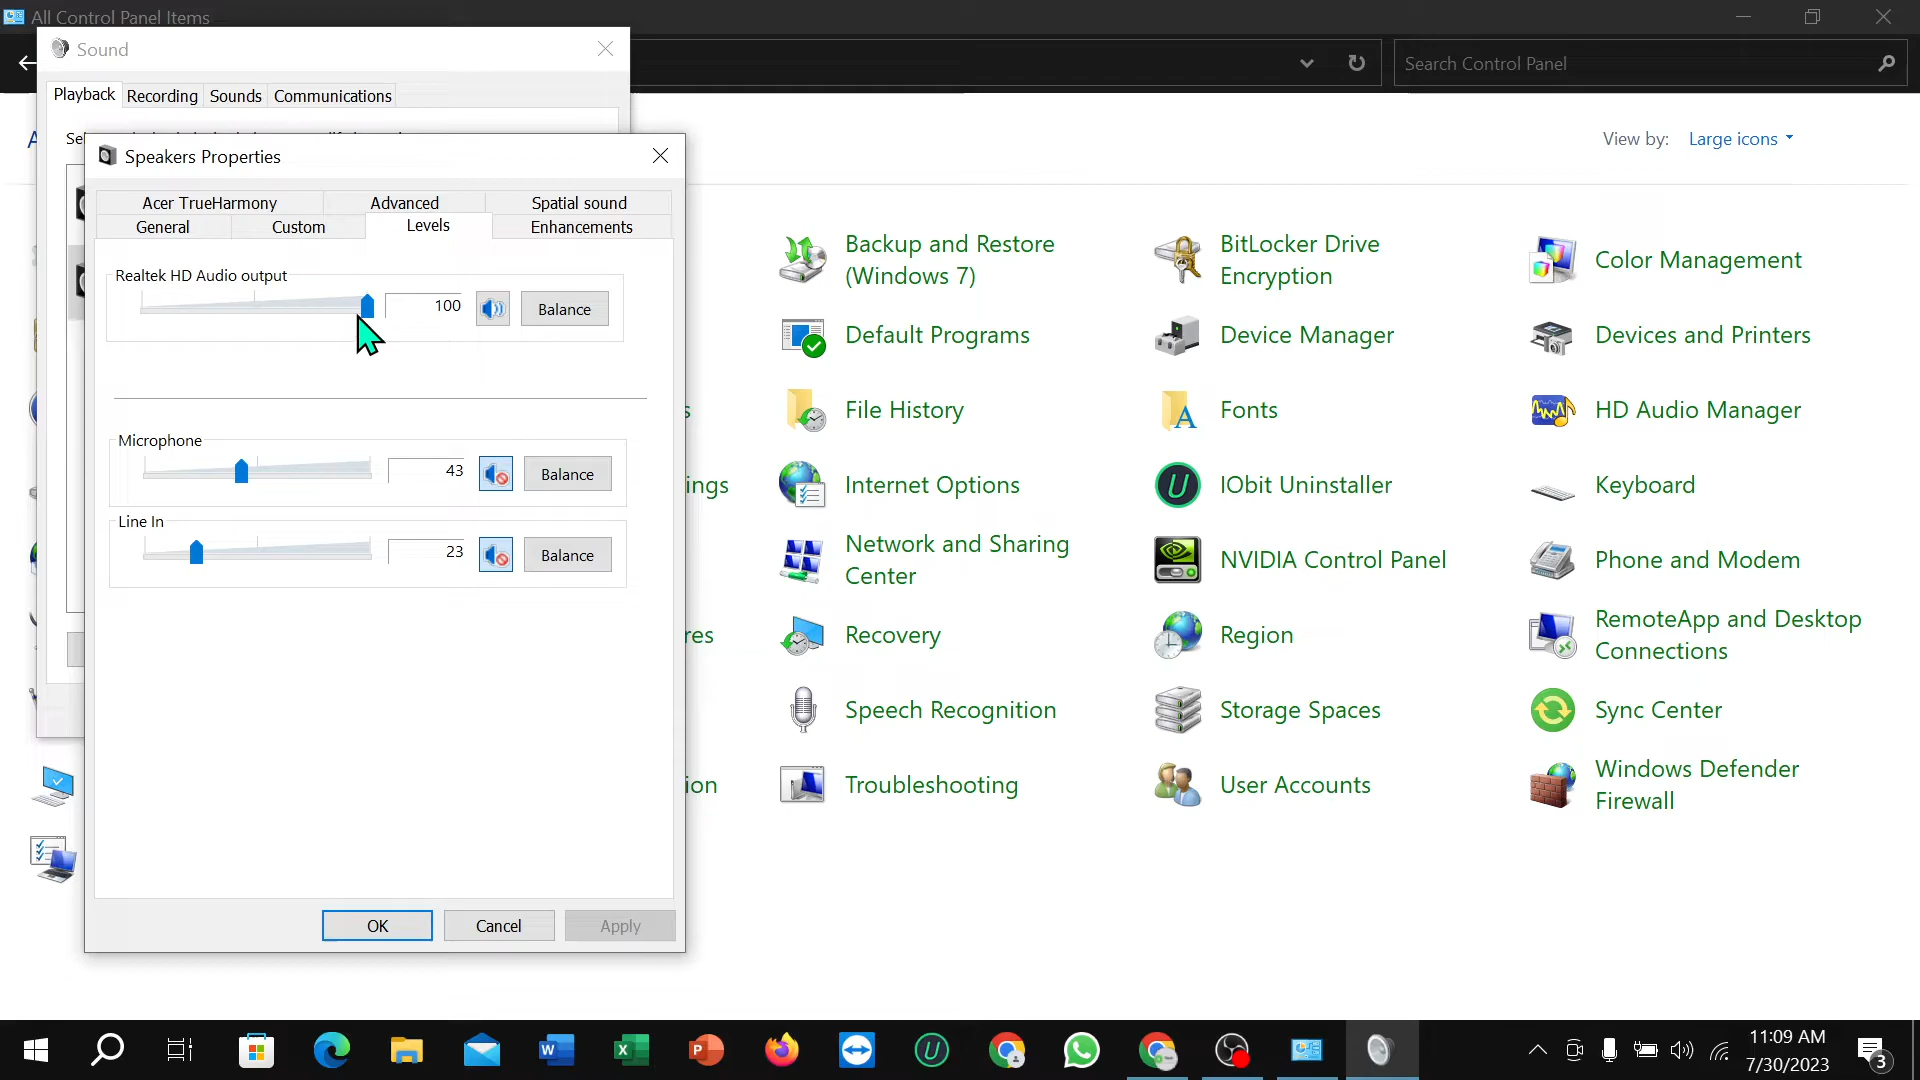 All Control Panel Items
Search Control Panel
Sound
Playback
Recording
Sounds
Communications
View by:
Large icons
Speakers Properties
Acer TrueHarmony
Advanced
Spatial sound
General
Custom
Levels
Enhancements
Realtek HD Audio output
100
Balance
Microphone
43
Balance
Line In
23
Balance
OK
Cancel
Apply
Backup and Restore
(Windows 7)
BitLocker Drive
Encryption
Color Management
Default Programs
Device Manager
Devices and Printers
File History
Fonts
HD Audio Manager
ings
Internet Options
IObit Uninstaller
Keyboard
Network and Sharing
Center
NVIDIA Control Panel
Phone and Modem
res
Recovery
Region
RemoteApp and Desktop
Connections
Speech Recognition
Storage Spaces
Sync Center
ion
Troubleshooting
User Accounts
Windows Defender
Firewall
11:09 AM
7/30/2023
3